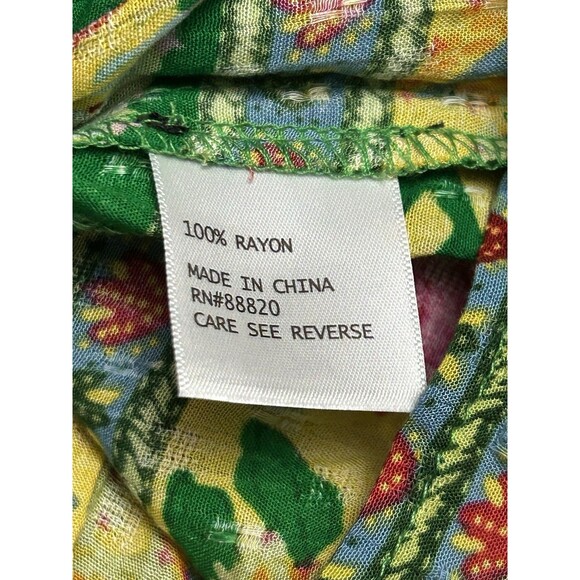 100% RAYON
MADE IN CHINA
RN#88820
CARE SEE REVERSE